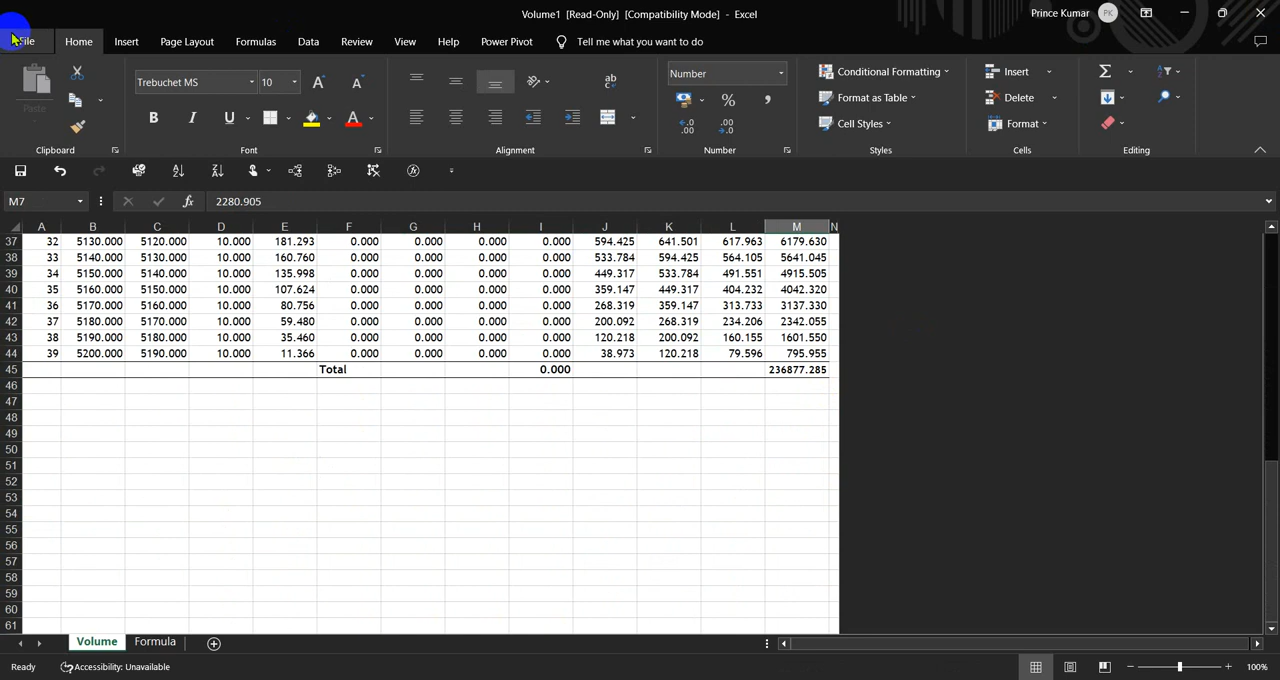 Volume1 [Read-Only] [Compatibility Mode] - Excel
Prince Kumar PK
File Home Insert Page Layout Formulas Data Review View Help Power Pivot Tell me what you want to do
Trebuchet MS 10 Number Conditional Formatting Insert
Paste B I U Format as Table Delete
Cell Styles Format
Clipboard Font Alignment Number Styles Cells Editing
M7 fx 2280.905
A B C D E F G H I J K L M N
37 32 5130.000 5120.000 10.000 181.293 0.000 0.000 0.000 0.000 594.425 641.501 617.963 6179.630
38 33 5140.000 5130.000 10.000 160.760 0.000 0.000 0.000 0.000 533.784 594.425 564.105 5641.045
39 34 5150.000 5140.000 10.000 135.998 0.000 0.000 0.000 0.000 449.317 533.784 491.551 4915.505
40 35 5160.000 5150.000 10.000 107.624 0.000 0.000 0.000 0.000 359.147 449.317 404.232 4042.320
41 36 5170.000 5160.000 10.000 80.756 0.000 0.000 0.000 0.000 268.319 359.147 313.733 3137.330
42 37 5180.000 5170.000 10.000 59.480 0.000 0.000 0.000 0.000 200.092 268.319 234.206 2342.055
43 38 5190.000 5180.000 10.000 35.460 0.000 0.000 0.000 0.000 120.218 200.092 160.155 1601.550
44 39 5200.000 5190.000 10.000 11.366 0.000 0.000 0.000 0.000 38.973 120.218 79.596 795.955
45 Total 0.000 236877.285
46
47
48
49
50
51
52
53
54
55
56
57
58
59
60
61
Volume Formula
Ready Accessibility: Unavailable 100%